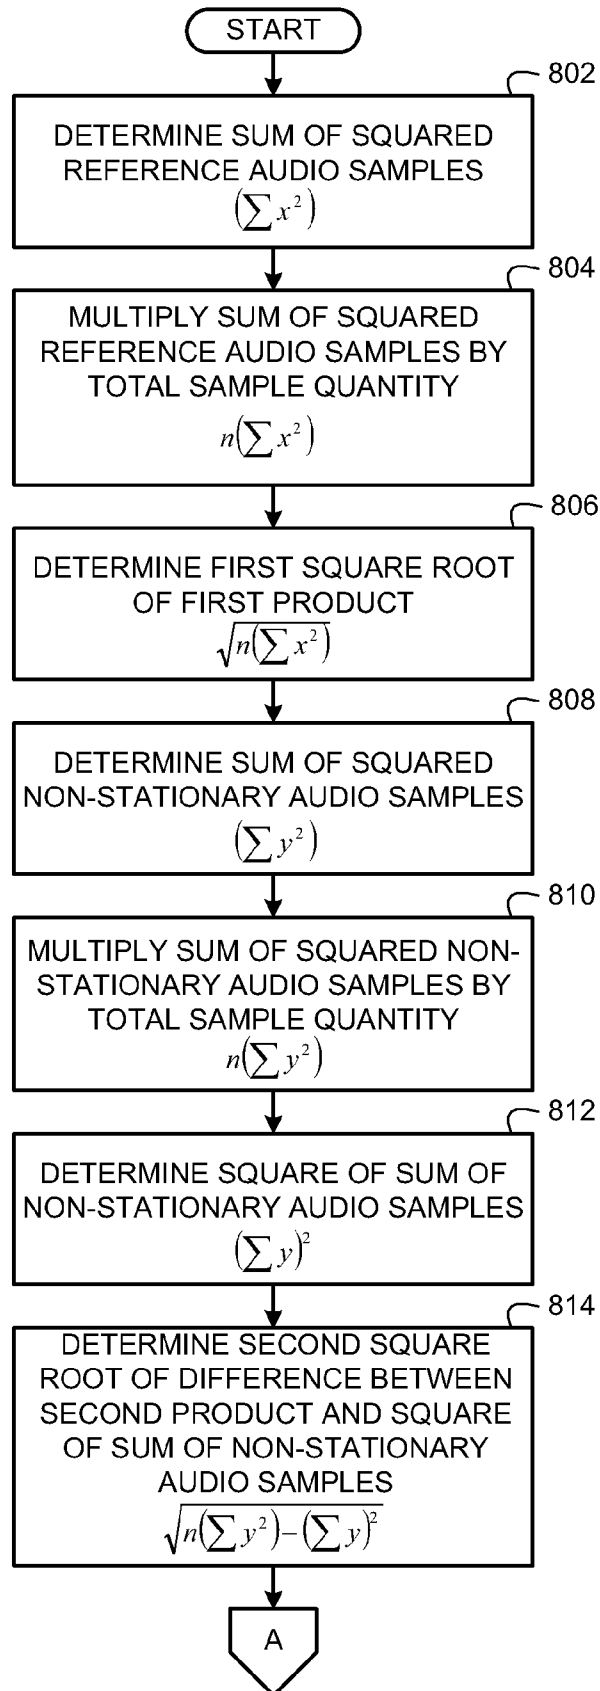 START
802
DETERMINE SUM OF SQUARED
REFERENCE AUDIO SAMPLES
(∑x²)
804
MULTIPLY SUM OF SQUARED
REFERENCE AUDIO SAMPLES BY
TOTAL SAMPLE QUANTITY
n(∑x²)
806
DETERMINE FIRST SQUARE ROOT
OF FIRST PRODUCT
√n(∑x²)
808
DETERMINE SUM OF SQUARED
NON-STATIONARY AUDIO SAMPLES
(∑y²)
810
MULTIPLY SUM OF SQUARED NON-
STATIONARY AUDIO SAMPLES BY
TOTAL SAMPLE QUANTITY
n(∑y²)
812
DETERMINE SQUARE OF SUM OF
NON-STATIONARY AUDIO SAMPLES
(∑y)²
814
DETERMINE SECOND SQUARE
ROOT OF DIFFERENCE BETWEEN
SECOND PRODUCT AND SQUARE
OF SUM OF NON-STATIONARY
AUDIO SAMPLES
√n(∑y²)−(∑y)²
A